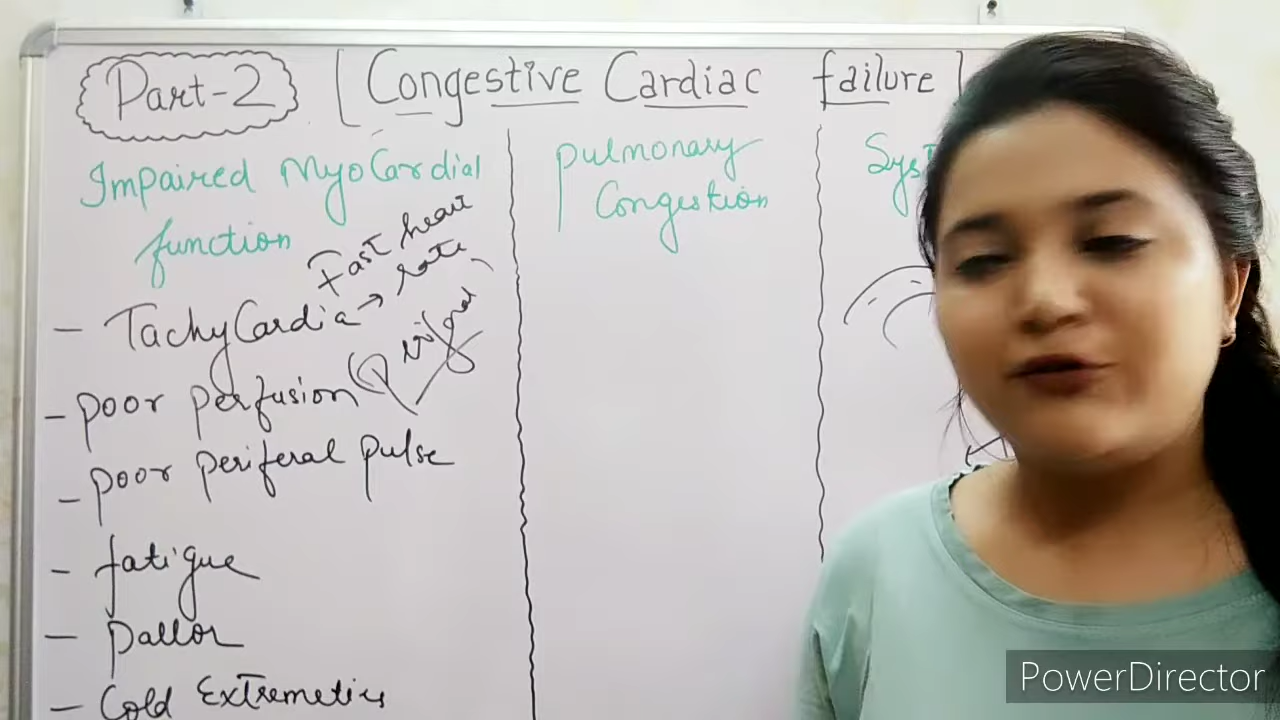 Part-2 [Congestive Cardiac failure]
Impaired Myocardial
function
Pulmonary
Congestion
Sys
- Tachycardia → Fast heart
rate
- poor perfusion
- poor periferal pulse
- fatigue
- Pallor
- Cold Extremeties
PowerDirector